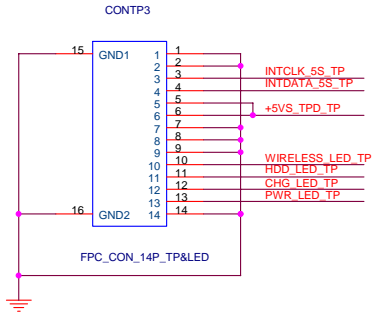 CONTP3
15 GND1 1 1
2 2
3 3 INTCLK_5S_TP
4 4 INTDATA_5S_TP
5 5
6 6 +5VS_TPD_TP
7 7
8 8
9 9
10 10 WIRELESS_LED_TP
11 11 HDD_LED_TP
12 12 CHG_LED_TP
13 13 PWR_LED_TP
16 GND2 14 14
FPC_CON_14P_TP&LED